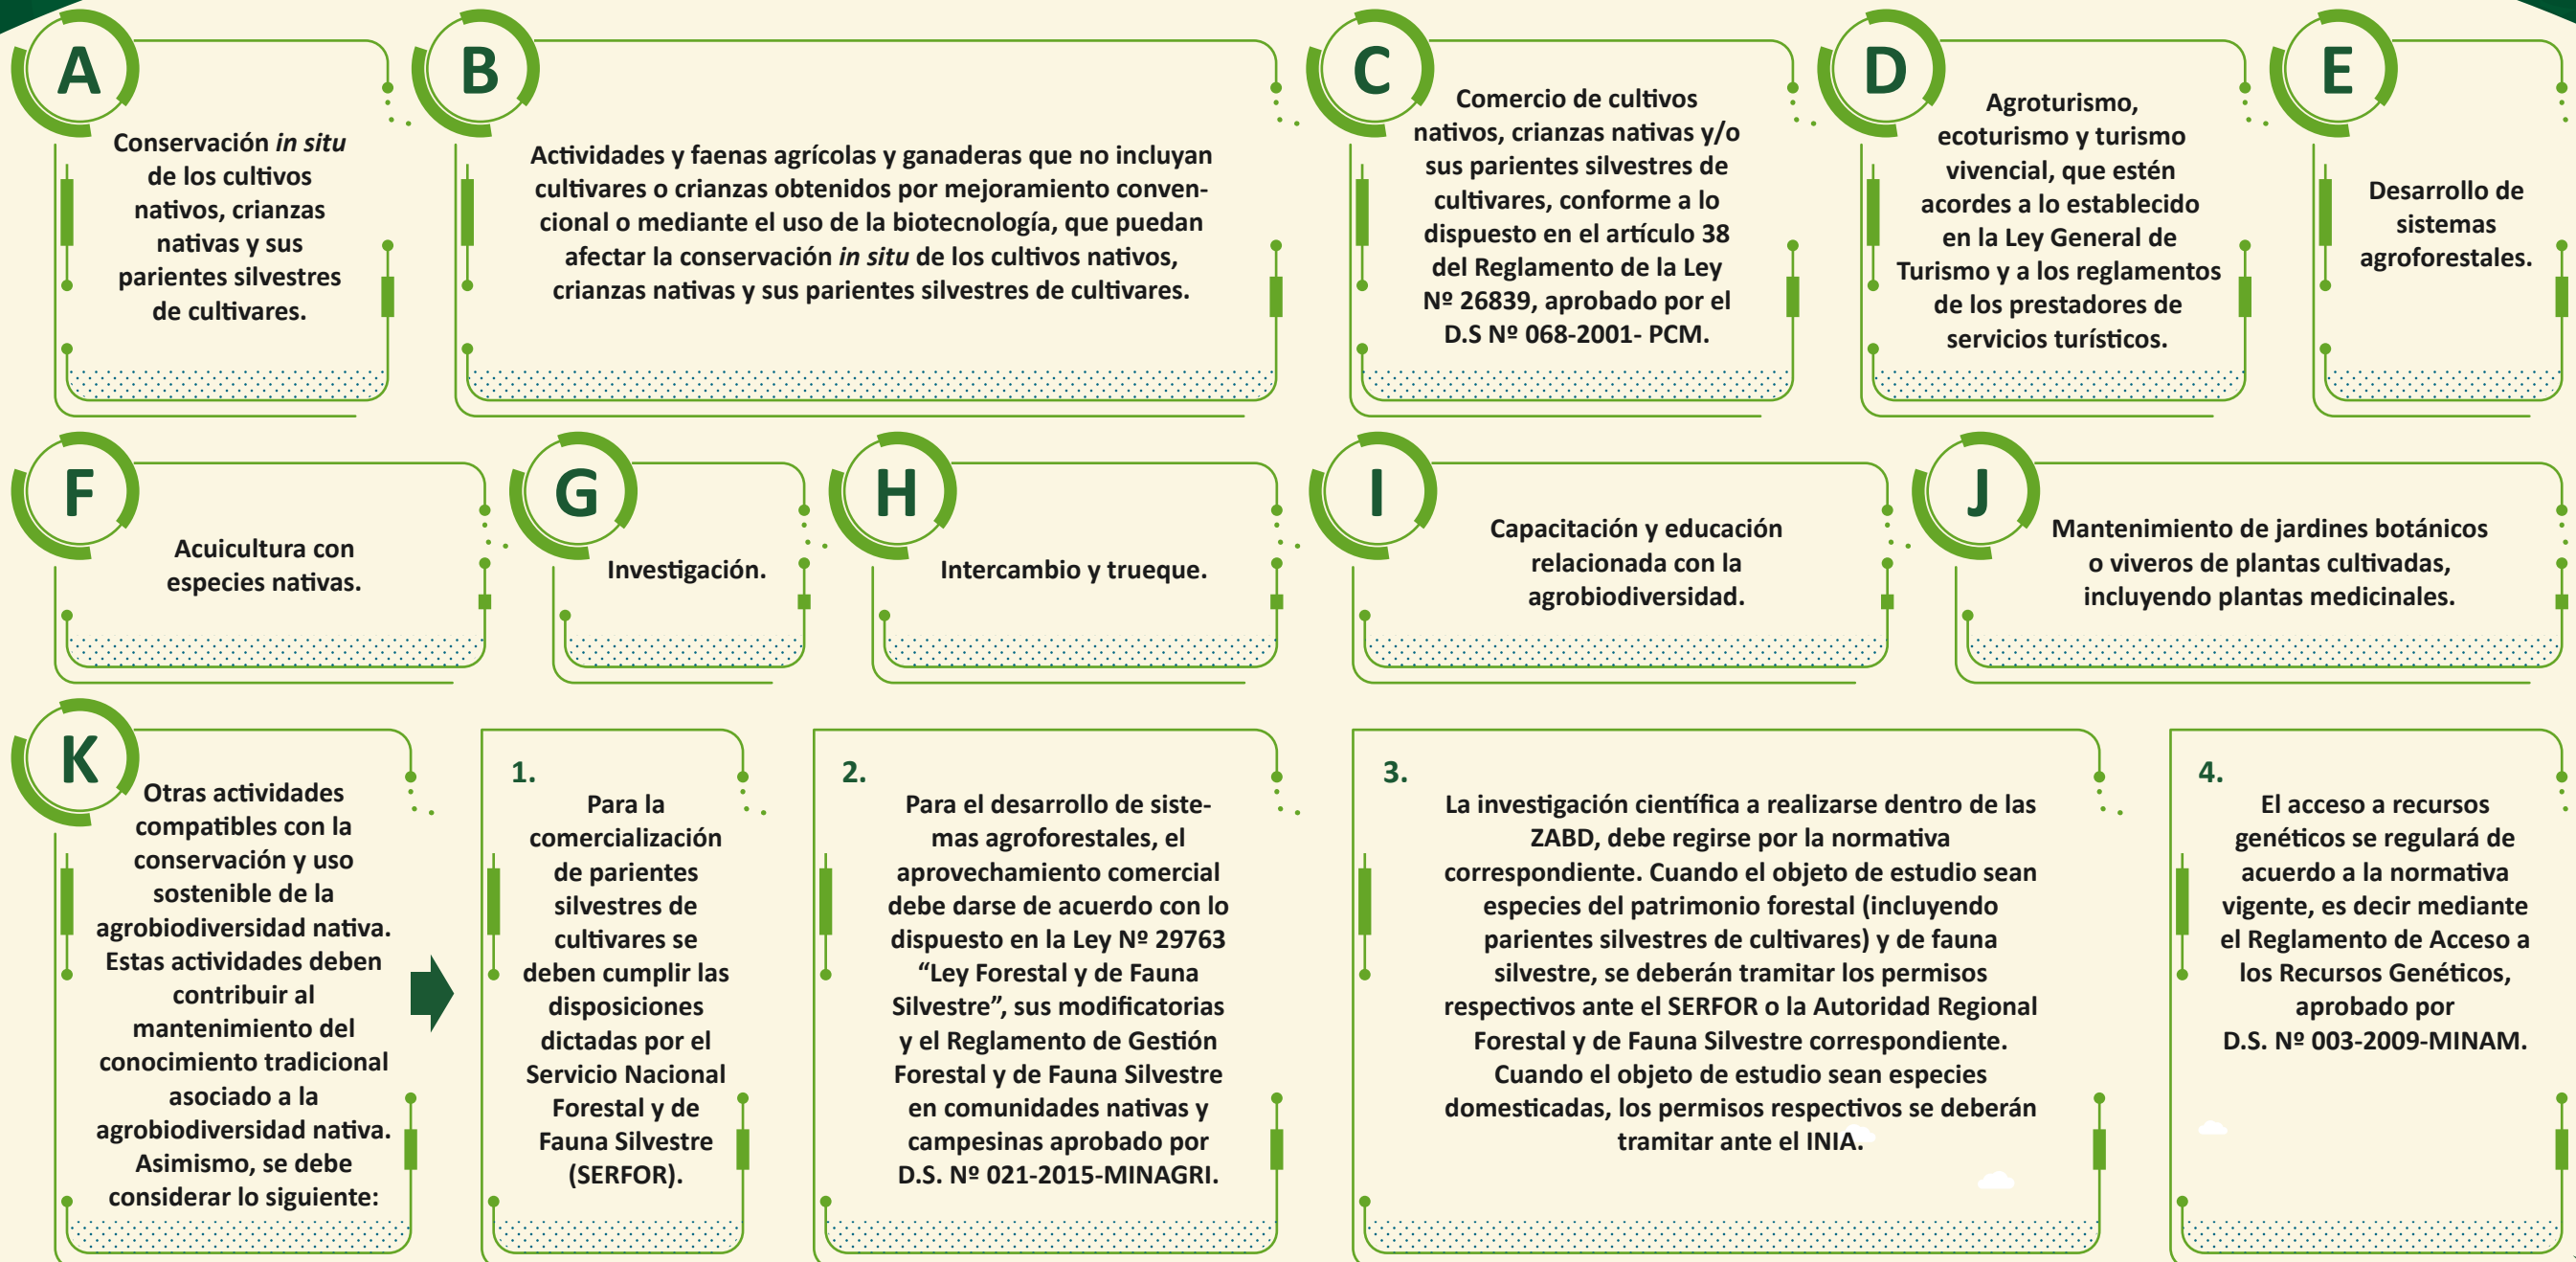 A
Conservación in situ
de los cultivos
nativos, crianzas
nativas y sus
parientes silvestres
de cultivares.
B
Actividades y faenas agrícolas y ganaderas que no incluyan
cultivares o crianzas obtenidos por mejoramiento conven-
cional o mediante el uso de la biotecnología, que puedan
afectar la conservación in situ de los cultivos nativos,
crianzas nativas y sus parientes silvestres de cultivares.
C
Comercio de cultivos
nativos, crianzas nativas y/o
sus parientes silvestres de
cultivares, conforme a lo
dispuesto en el artículo 38
del Reglamento de la Ley
Nº 26839, aprobado por el
D.S Nº 068-2001- PCM.
D
Agroturismo,
ecoturismo y turismo
vivencial, que estén
acordes a lo establecido
en la Ley General de
Turismo y a los reglamentos
de los prestadores de
servicios turísticos.
E
Desarrollo de
sistemas
agroforestales.
F
Acuicultura con
especies nativas.
G
Investigación.
H
Intercambio y trueque.
I
Capacitación y educación
relacionada con la
agrobiodiversidad.
J
Mantenimiento de jardines botánicos
o viveros de plantas cultivadas,
incluyendo plantas medicinales.
K
Otras actividades
compatibles con la
conservación y uso
sostenible de la
agrobiodiversidad nativa.
Estas actividades deben
contribuir al
mantenimiento del
conocimiento tradicional
asociado a la
agrobiodiversidad nativa.
Asimismo, se debe
considerar lo siguiente:
1.
Para la
comercialización
de parientes
silvestres de
cultivares se
deben cumplir las
disposiciones
dictadas por el
Servicio Nacional
Forestal y de
Fauna Silvestre
(SERFOR).
2.
Para el desarrollo de siste-
mas agroforestales, el
aprovechamiento comercial
debe darse de acuerdo con lo
dispuesto en la Ley Nº 29763
“Ley Forestal y de Fauna
Silvestre”, sus modificatorias
y el Reglamento de Gestión
Forestal y de Fauna Silvestre
en comunidades nativas y
campesinas aprobado por
D.S. Nº 021-2015-MINAGRI.
3.
La investigación científica a realizarse dentro de las
ZABD, debe regirse por la normativa
correspondiente. Cuando el objeto de estudio sean
especies del patrimonio forestal (incluyendo
parientes silvestres de cultivares) y de fauna
silvestre, se deberán tramitar los permisos
respectivos ante el SERFOR o la Autoridad Regional
Forestal y de Fauna Silvestre correspondiente.
Cuando el objeto de estudio sean especies
domesticadas, los permisos respectivos se deberán
tramitar ante el INIA.
4.
El acceso a recursos
genéticos se regulará de
acuerdo a la normativa
vigente, es decir mediante
el Reglamento de Acceso a
los Recursos Genéticos,
aprobado por
D.S. Nº 003-2009-MINAM.